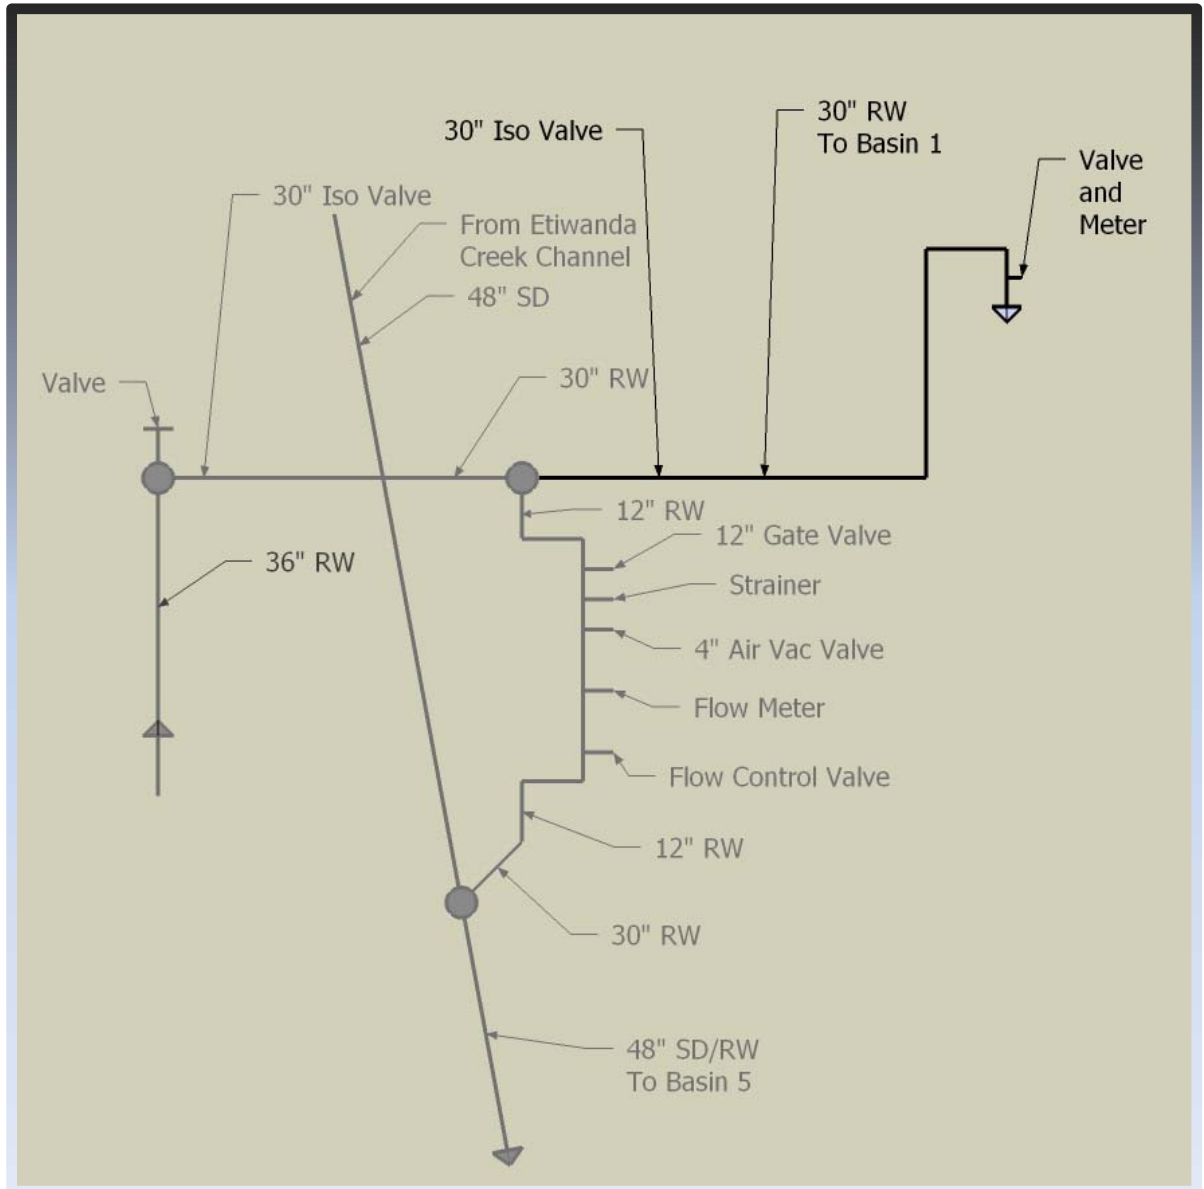 30" RW
To Basin 1
30" Iso Valve
Valve
and
Meter
30" Iso Valve
From Etiwanda
Creek Channel
48" SD
Valve
30" RW
12" RW
12" Gate Valve
36" RW
Strainer
4" Air Vac Valve
Flow Meter
Flow Control Valve
12" RW
30" RW
48" SD/RW
To Basin 5